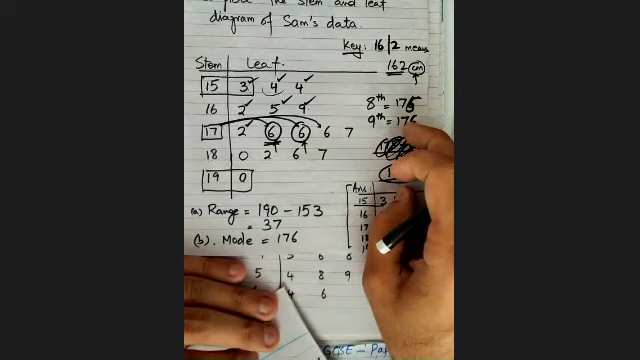 The Stem and leaf
diagram of Sam's data.
Key: 16|2 means
162 cm
Stem Leaf
15 3 4 4
16 2 5 9
17 2 6 6 6 7
18 0 2 6 7
19 0
8th = 176
9th = 176
Ans:
15 3
16
17
18
(a) Range = 190 - 153
= 37
(b). Mode = 176
5 4 8 9
4 6